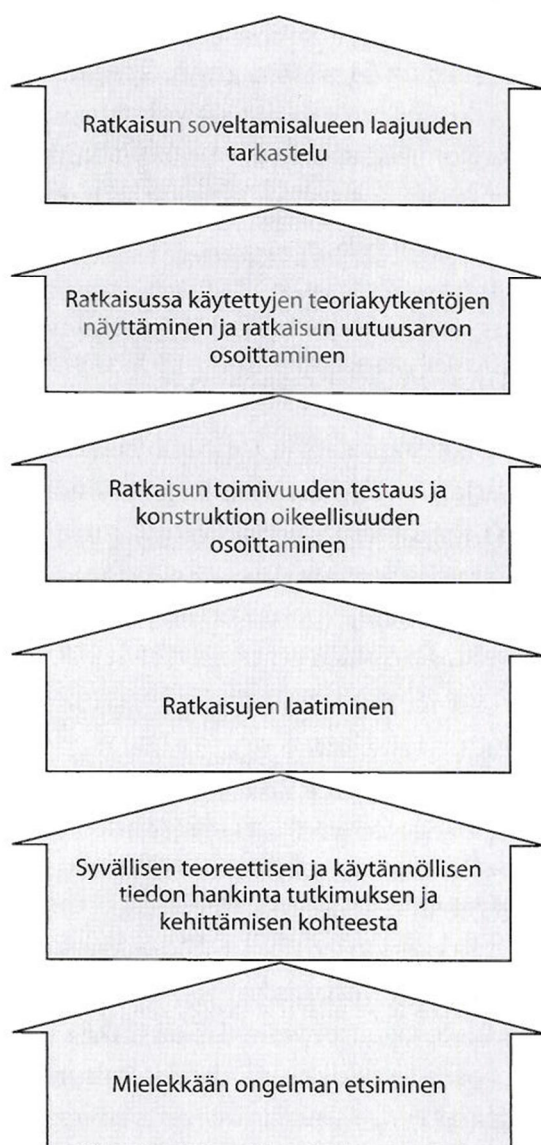 Ratkaisun soveltamisalueen laajuuden
tarkastelu
Ratkaisussa käytettyjen teoriakytkentöjen
näyttäminen ja ratkaisun uutuusarvon
osoittaminen
Ratkaisun toimivuuden testaus ja
konstruktion oikeellisuuden
osoittaminen
Ratkaisujen laatiminen
Syvällisen teoreettisen ja käytännöllisen
tiedon hankinta tutkimuksen ja
kehittämisen kohteesta
Mielekkään ongelman etsiminen